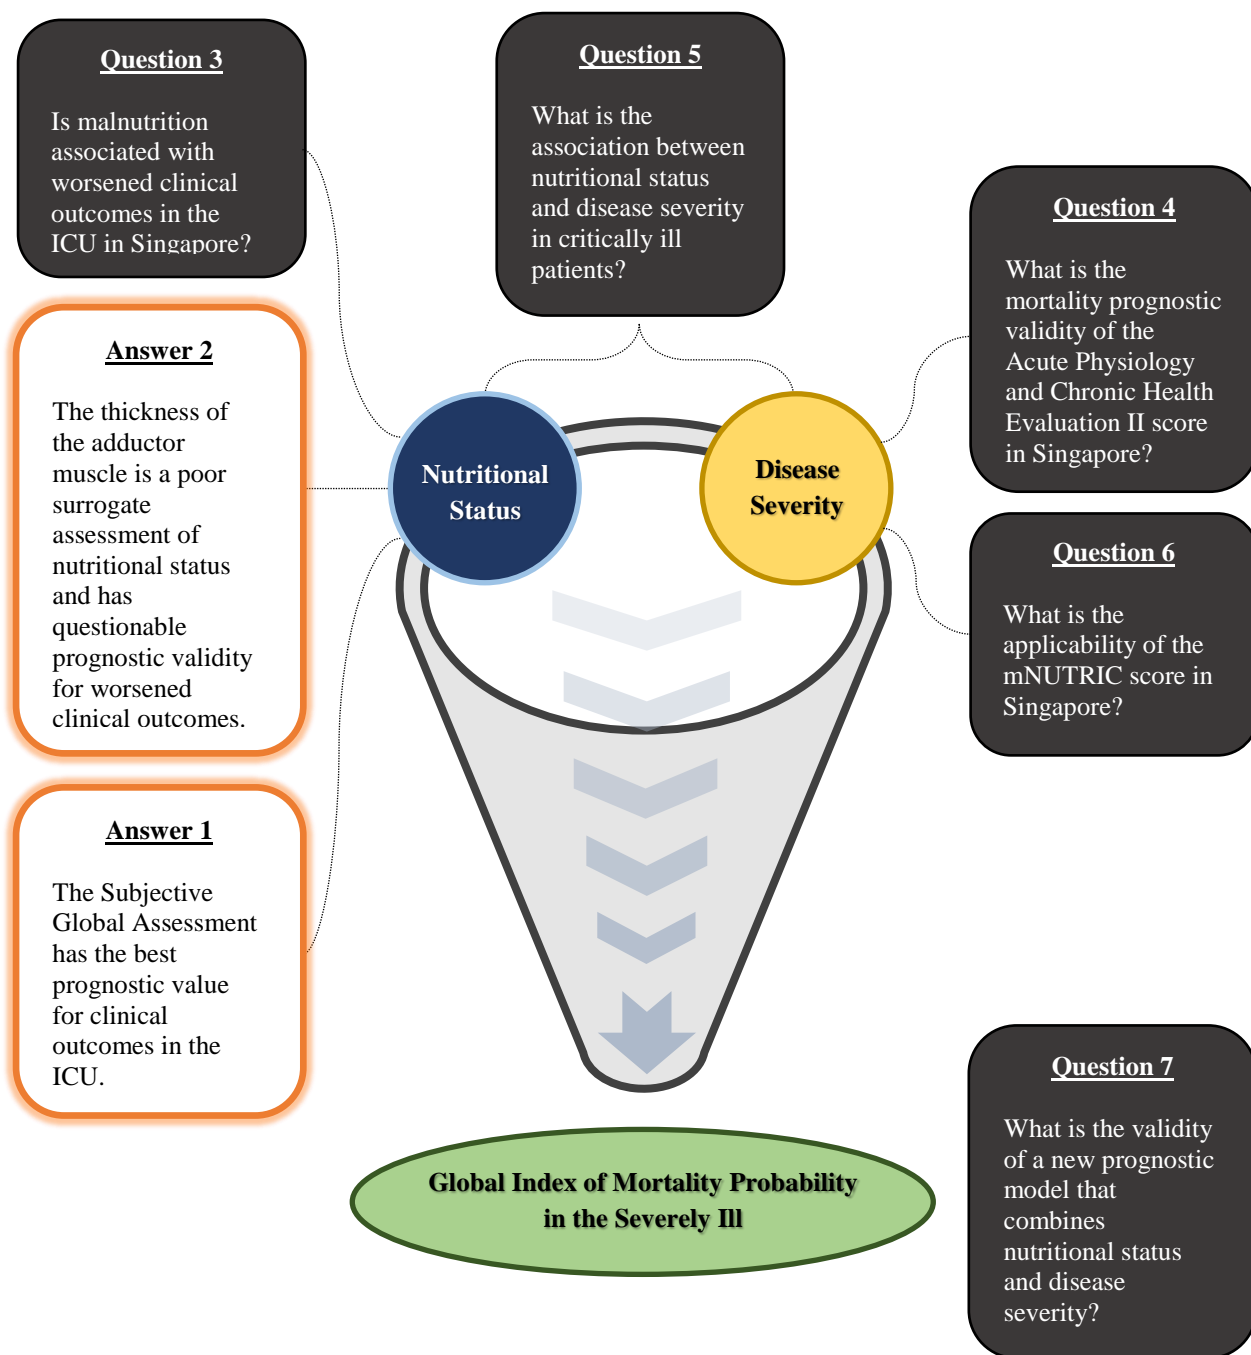 Question 3
Is malnutrition
associated with
worsened clinical
outcomes in the
ICU in Singapore?
Question 5
What is the
association between
nutritional status
and disease severity
in critically ill
patients?
Question 4
What is the
mortality prognostic
validity of the
Acute Physiology
and Chronic Health
Evaluation II score
in Singapore?
Answer 2
The thickness of
the adductor
muscle is a poor
surrogate
assessment of
nutritional status
and has
questionable
prognostic validity
for worsened
clinical outcomes.
Nutritional
Status
Disease
Severity
Question 6
What is the
applicability of the
mNUTRIC score in
Singapore?
Answer 1
The Subjective
Global Assessment
has the best
prognostic value
for clinical
outcomes in the
ICU.
Global Index of Mortality Probability
in the Severely Ill
Question 7
What is the validity
of a new prognostic
model that
combines
nutritional status
and disease
severity?